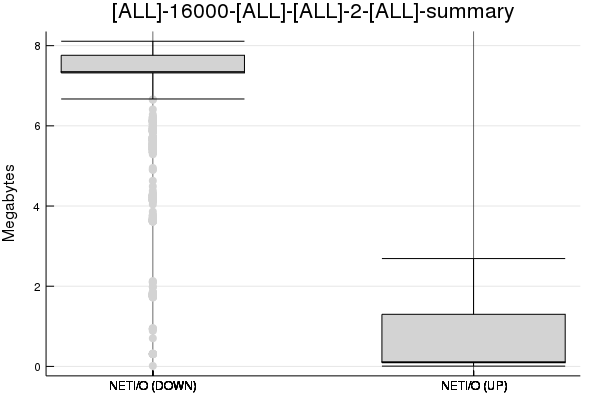 [ALL]-16000-[ALL]-[ALL]-2-[ALL]-summary
Megabytes
8
6
4
2
0
NETI/O (DOWN)
NETI/O (UP)